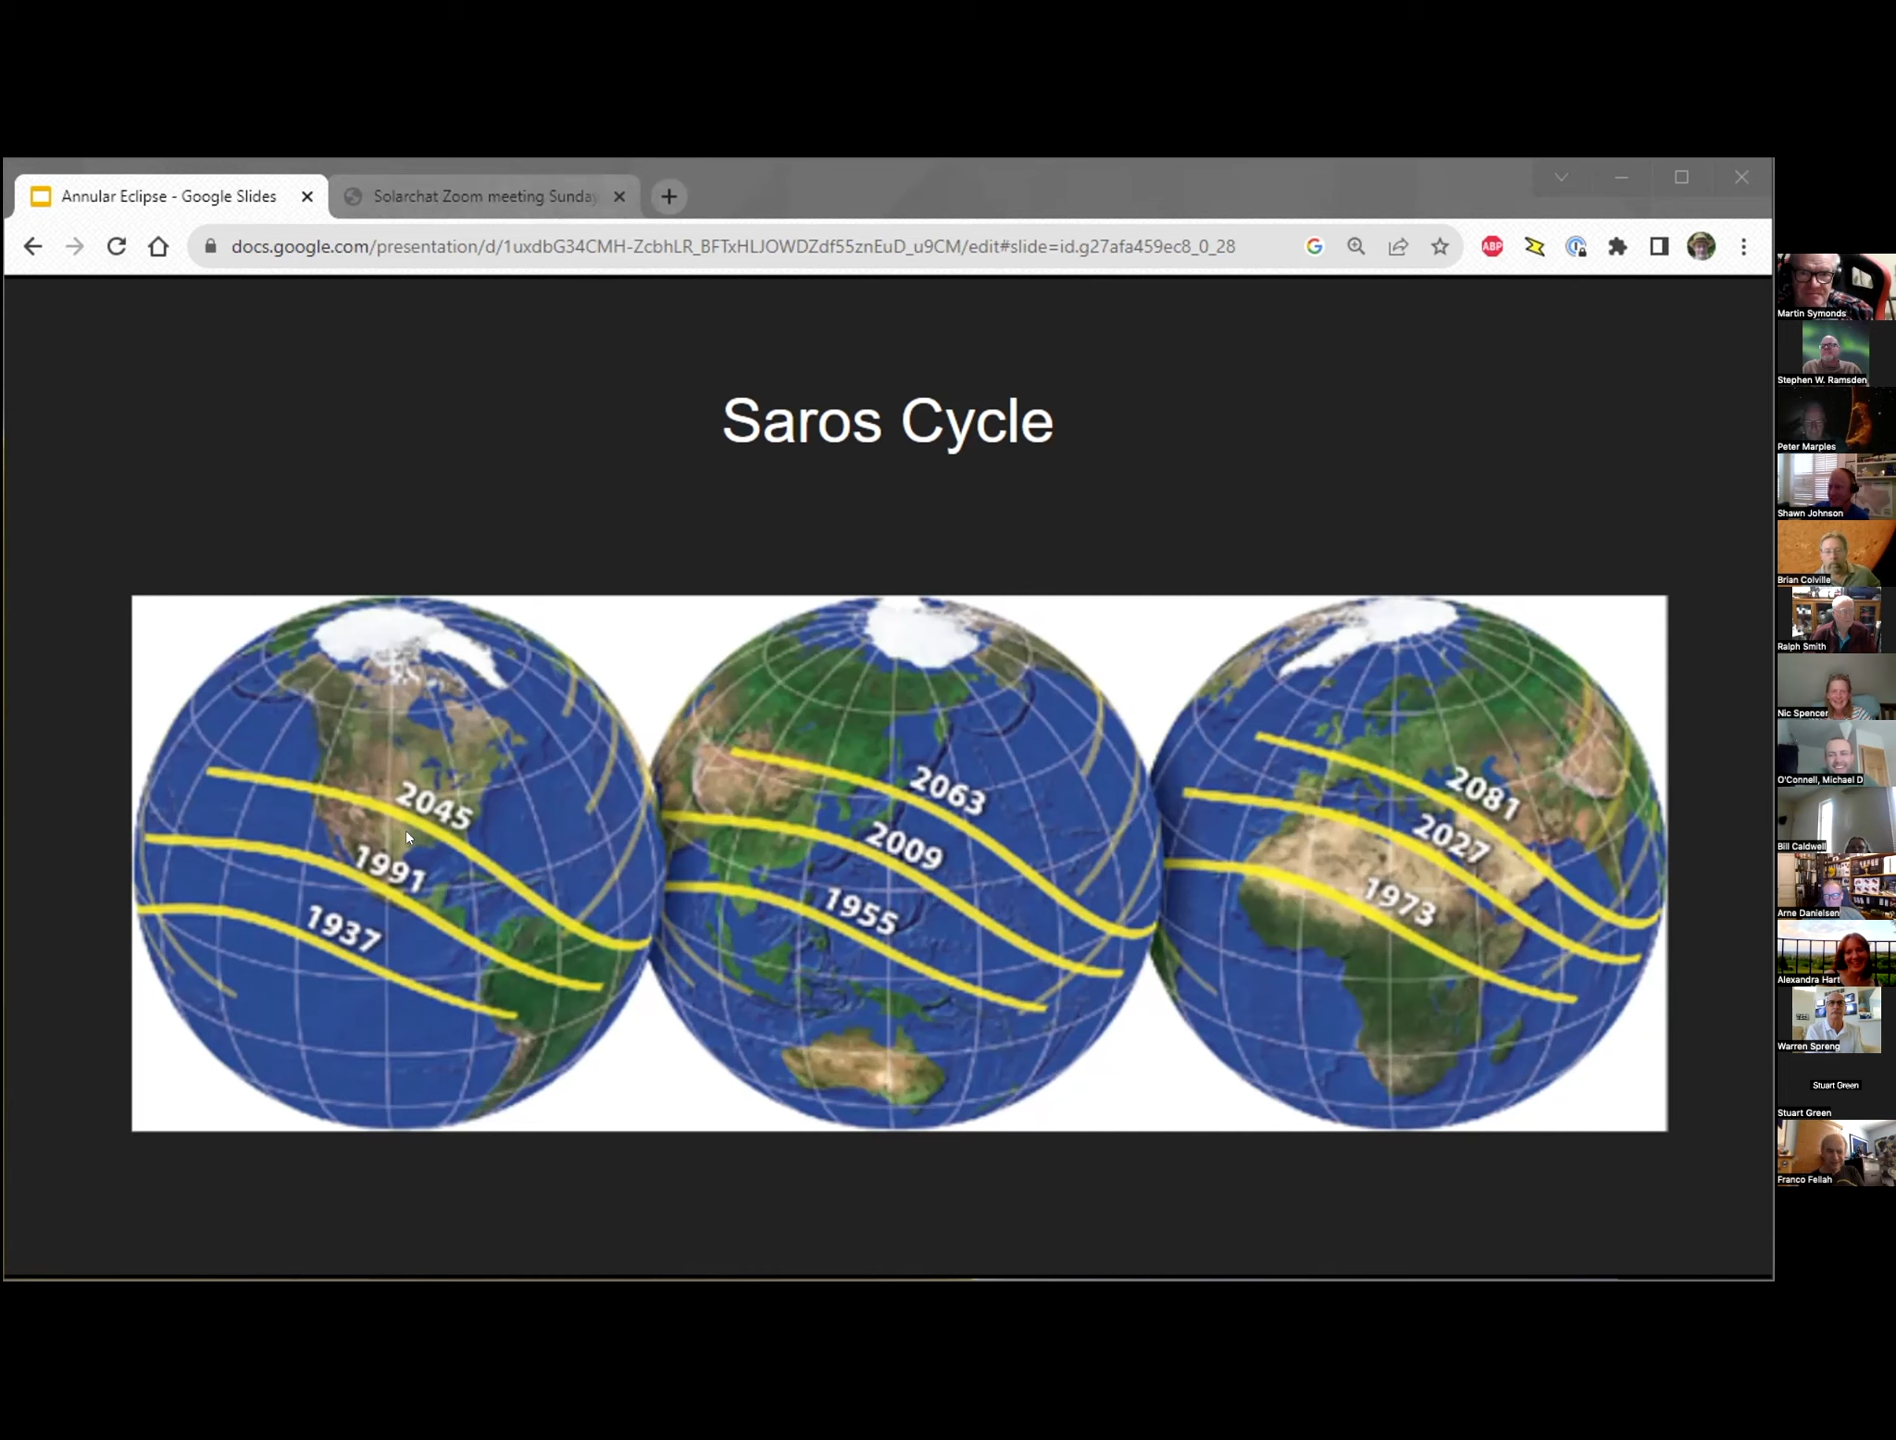 Annular Eclipse - Google Slides
Solarchat Zoom meeting Sunday
docs.google.com/presentation/d/1uxdbG34CMH-ZcbhLR_BFTxHLJOWDZdf55znEuD_u9CM/edit#slide=id.g27afa459ec8_0_28
ABP
Saros Cycle
2045
1991
1937
2063
2009
1955
2081
2027
1973
Martin Symonds
Stephen W. Ramsden
Peter Marples
Shawn Johnson
Brian Colville
Ralph Smith
Nic Spencer
O'Connell, Michael D
Bill Caldwell
Arne Danielsen
Alexandra Hart
Warren Spreng
Stuart Green
Stuart Green
Franco Fellah